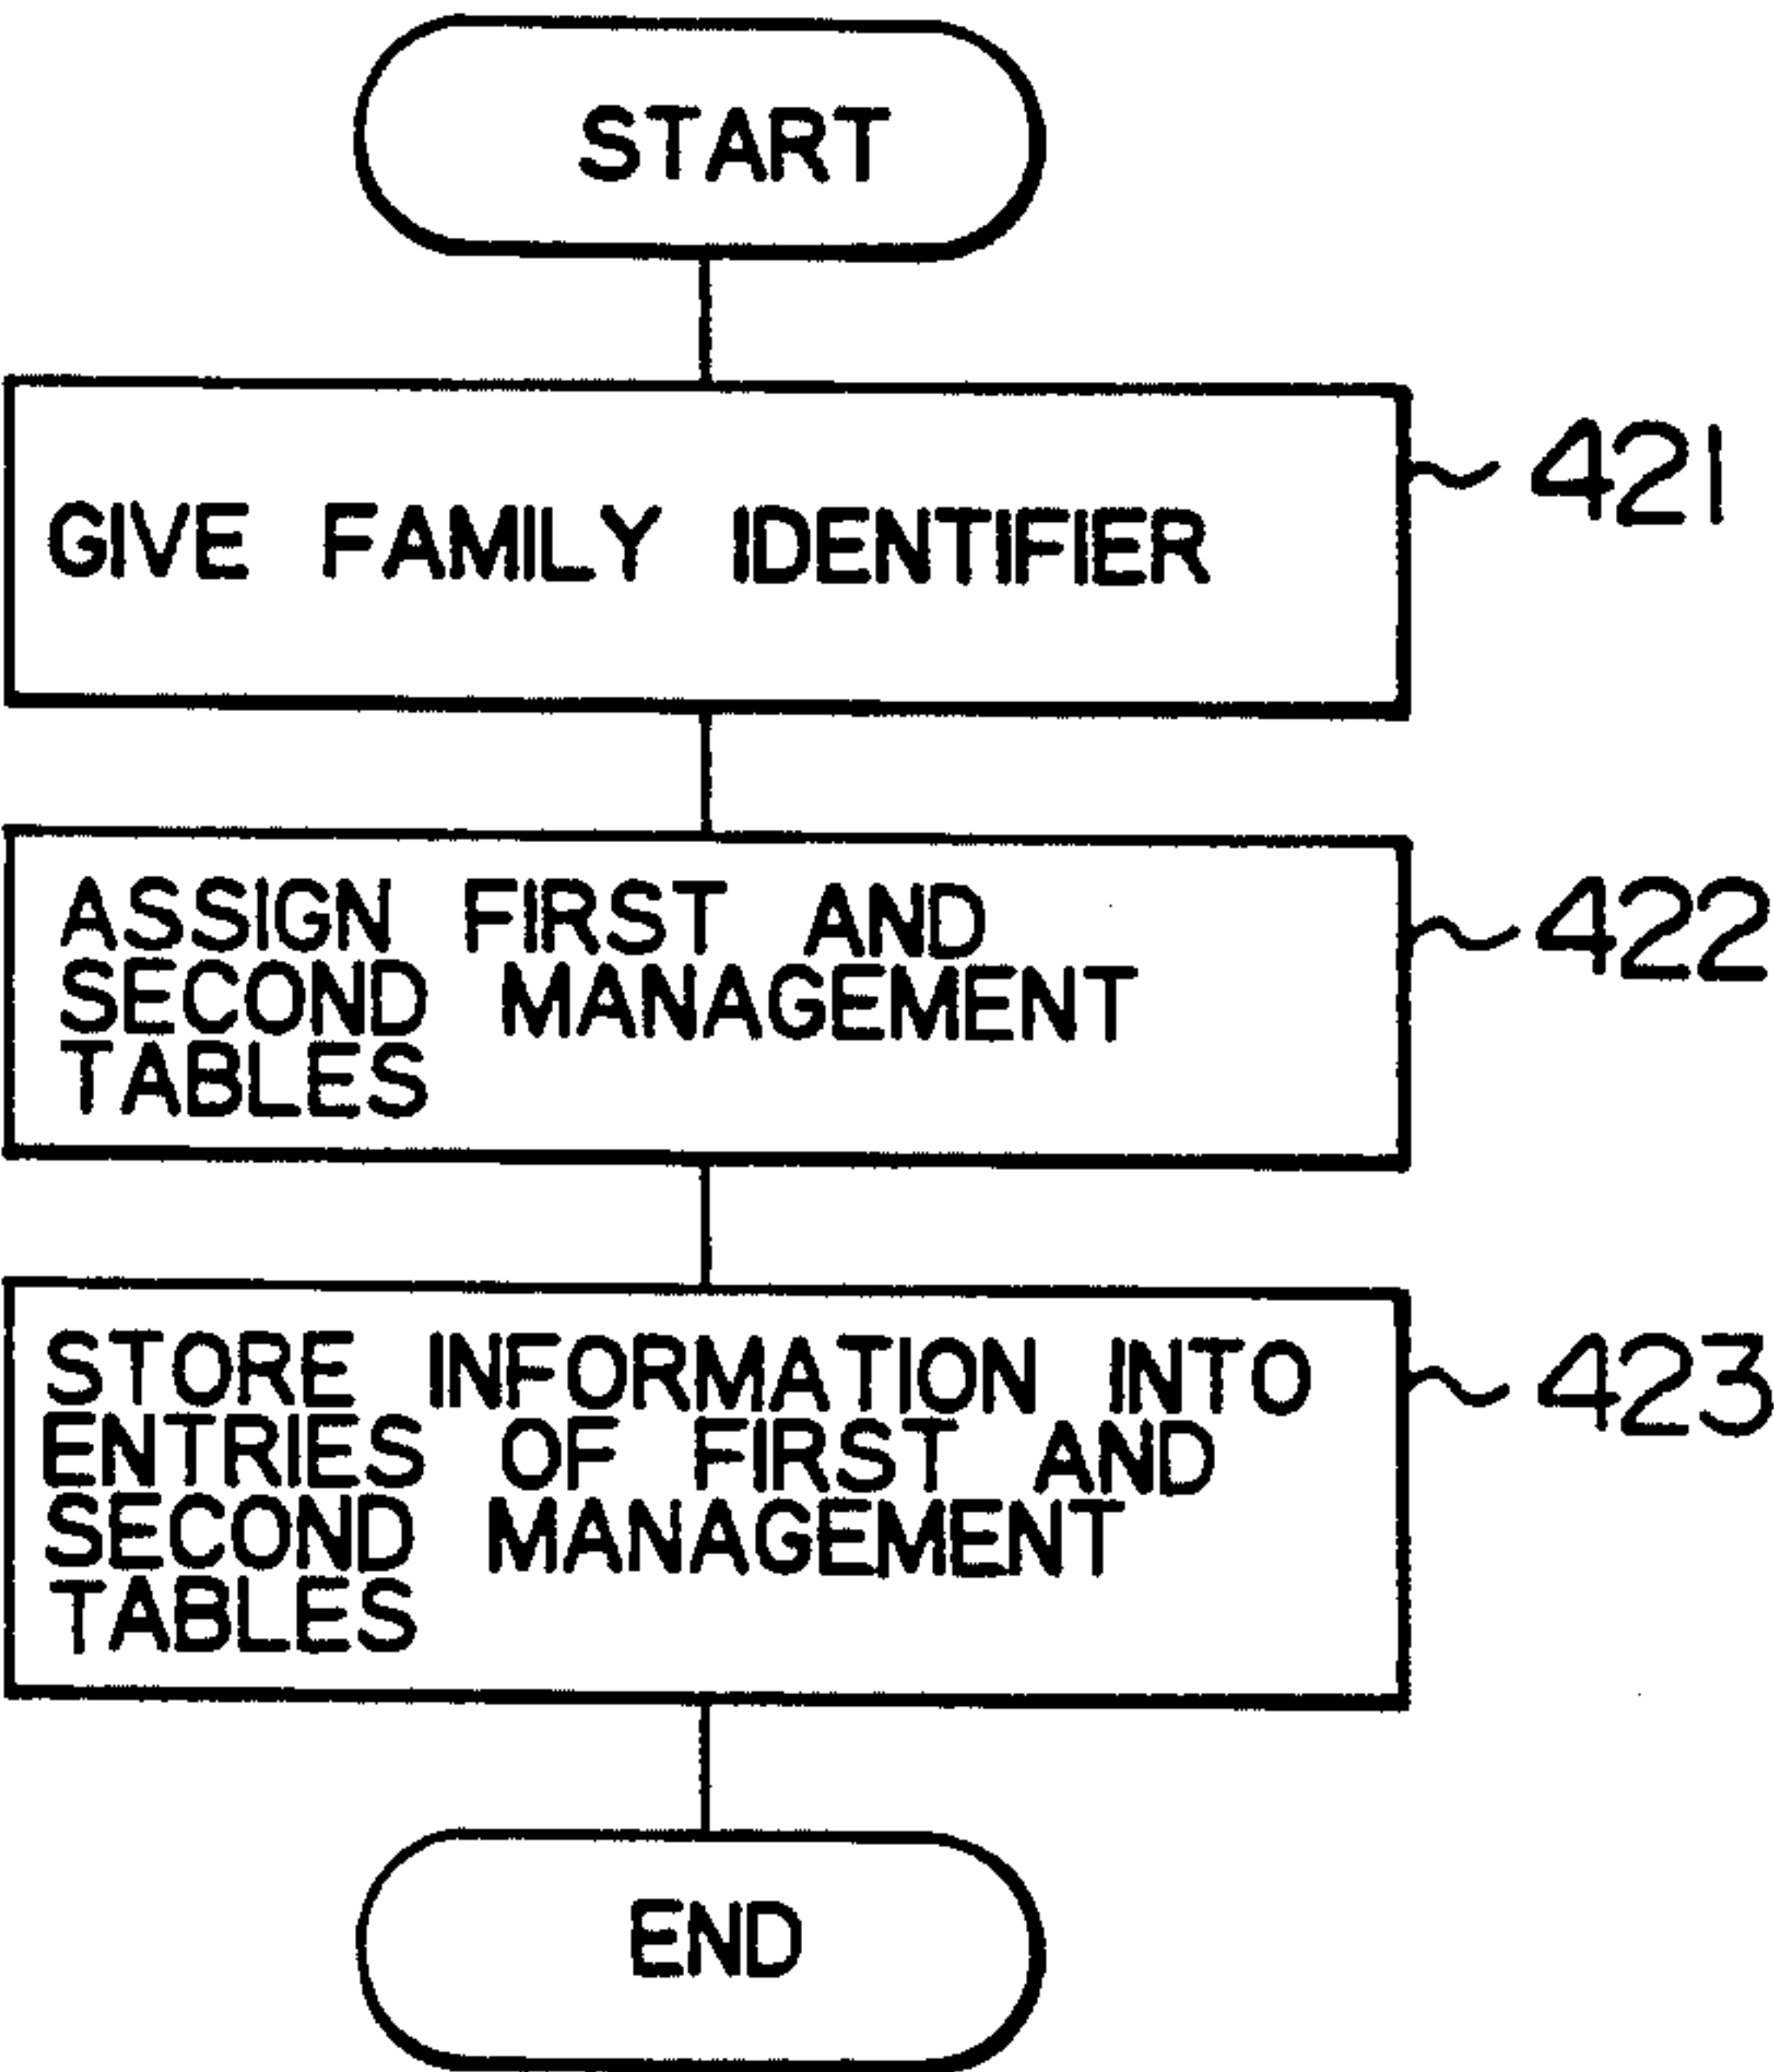 START
GIVE FAMILY IDENTIFIER
421
ASSIGN FIRST AND
SECOND MANAGEMENT
TABLES
422
STORE INFORMATION INTO
ENTRIES OF FIRST AND
SECOND MANAGEMENT
TABLES
423
END